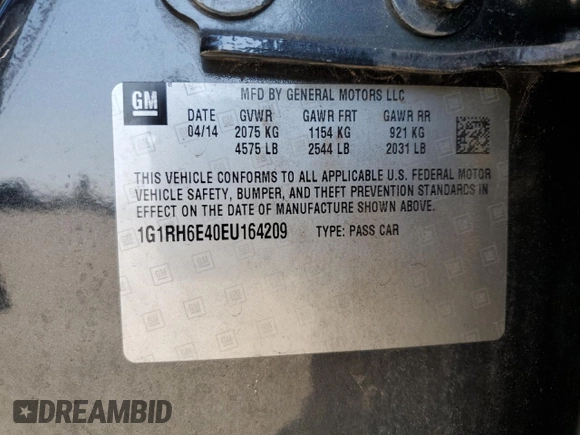 GM
MFD BY GENERAL MOTORS LLC
DATE GVWR GAWR FRT GAWR RR
04/14 2075 KG 1154 KG 921 KG
4575 LB 2544 LB 2031 LB
THIS VEHICLE CONFORMS TO ALL APPLICABLE U.S. FEDERAL MOTOR
VEHICLE SAFETY, BUMPER, AND THEFT PREVENTION STANDARDS IN
EFFECT ON THE DATE OF MANUFACTURE SHOWN ABOVE.
1G1RH6E40EU164209 TYPE: PASS CAR
DREAMBID